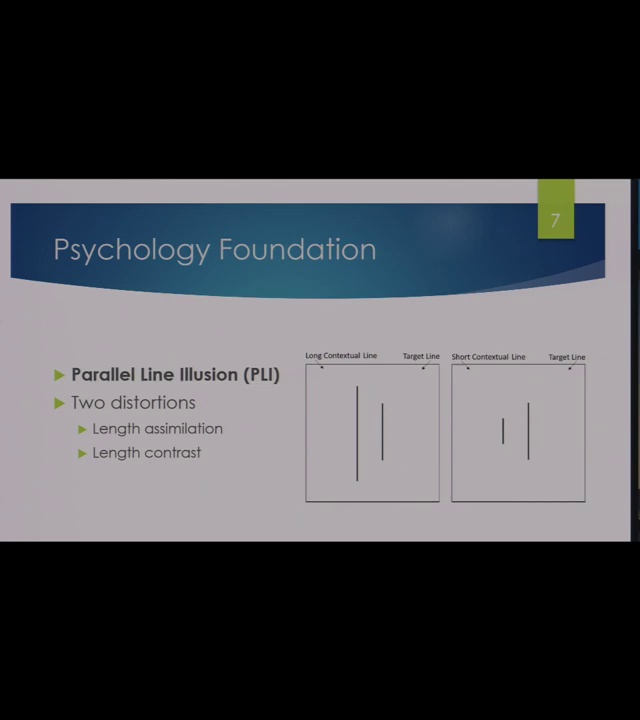 7
Psychology Foundation
Parallel Line Illusion (PLI)
Two distortions
Length assimilation
Length contrast
Long Contextual Line Target Line
Short Contextual Line Target Line